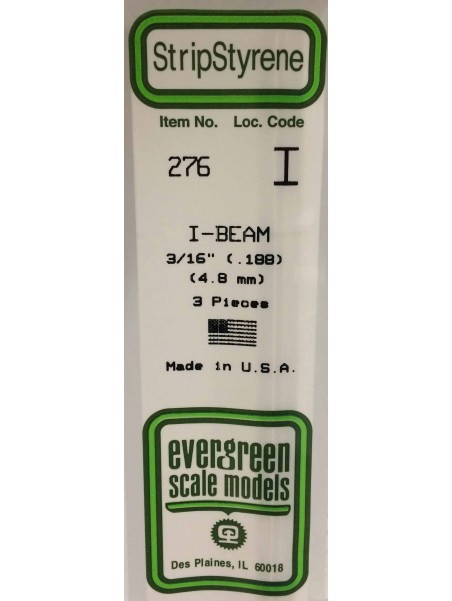 StripStyrene
Item No. Loc. Code
276 I
I-BEAM
3/16" (.188)
(4.8 mm)
3 Pieces
Made in U.S.A.
evergreen
scale models
Des Plaines, IL 60018